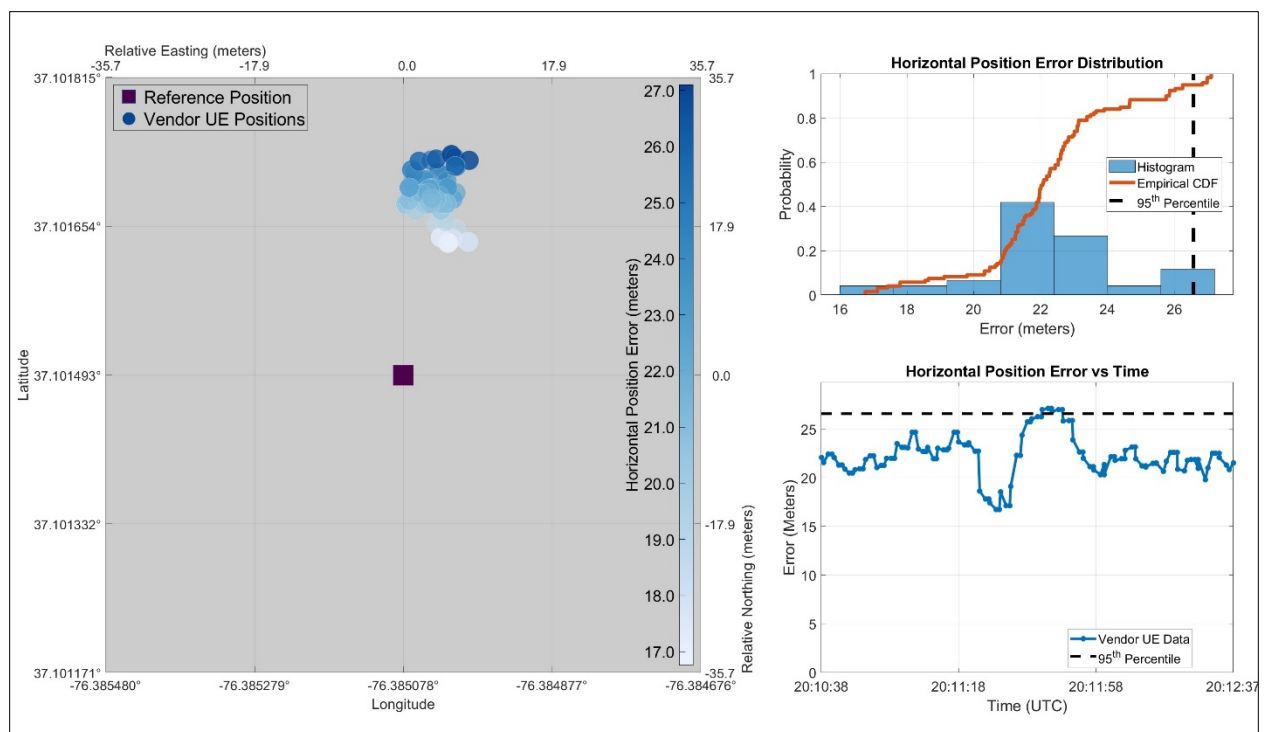 Relative Easting (meters)
-35.7 -17.9 0.0 17.9 35.7
37.101815°
37.101654°
37.101493°
37.101332°
37.101171°
35.7
17.9
0.0
-17.9
-35.7
Reference Position
Vendor UE Positions
27.0
26.0
25.0
24.0
23.0
22.0
21.0
20.0
19.0
18.0
17.0
Horizontal Position Error (meters)
Relative Northing (meters)
Latitude
-76.385480° -76.385279° -76.385078° -76.384877° -76.384676°
Longitude
Horizontal Position Error Distribution
1
0.8
0.6
0.4
0.2
0
Probability
Histogram
Empirical CDF
95th Percentile
16 18 20 22 24 26
Error (meters)
Horizontal Position Error vs Time
25
20
15
10
5
0
Error (Meters)
Vendor UE Data
95th Percentile
20:10:38 20:11:18 20:11:58 20:12:37
Time (UTC)